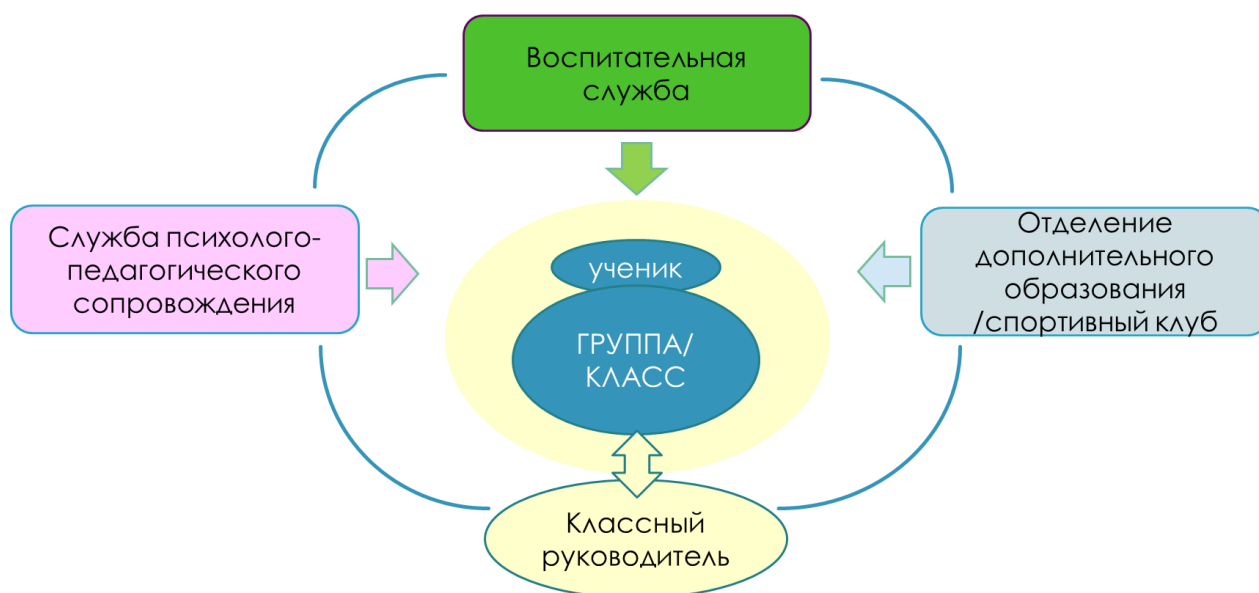 Воспитательная
служба
Служба психолого-
педагогического
сопровождения
Отделение
дополнительного
образования
/спортивный клуб
ученик
ГРУППА/
КЛАСС
Классный
руководитель